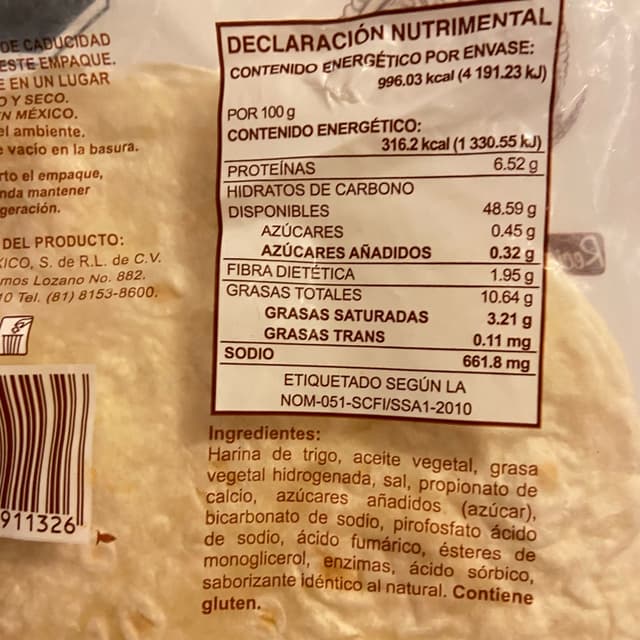 DE CADUCIDAD
ESTE EMPAQUE.
E EN UN LUGAR
O Y SECO.
EN MÉXICO.
el ambiente.
e vacío en la basura.
rto el empaque,
nda mantener
geración.
DEL PRODUCTO:
XICO, S. de R.L. de C.V.
mos Lozano No. 882.
10 Tel. (81) 8153-8600.
911326
DECLARACIÓN NUTRIMENTAL
CONTENIDO ENERGÉTICO POR ENVASE:
996.03 kcal (4 191.23 kJ)
POR 100 g
CONTENIDO ENERGÉTICO:
316.2 kcal (1 330.55 kJ)
PROTEÍNAS 6.52 g
HIDRATOS DE CARBONO
DISPONIBLES 48.59 g
AZÚCARES 0.45 g
AZÚCARES AÑADIDOS 0.32 g
FIBRA DIETÉTICA 1.95 g
GRASAS TOTALES 10.64 g
GRASAS SATURADAS 3.21 g
GRASAS TRANS 0.11 mg
SODIO 661.8 mg
ETIQUETADO SEGÚN LA
NOM-051-SCFI/SSA1-2010
Ingredientes:
Harina de trigo, aceite vegetal, grasa
vegetal hidrogenada, sal, propionato de
calcio, azúcares añadidos (azúcar),
bicarbonato de sodio, pirofosfato ácido
de sodio, ácido fumárico, ésteres de
monoglicerol, enzimas, ácido sórbico,
saborizante idéntico al natural. Contiene
gluten.